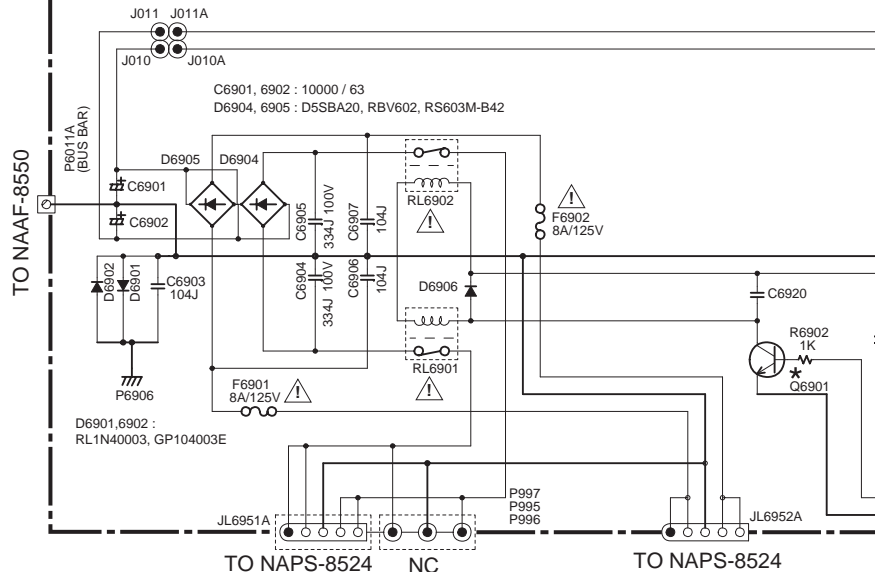 J011 J011A
J010 J010A
C6901, 6902 : 10000 / 63
D6904, 6905 : D5SBA20, RBV602, RS603M-B42
P6011A
(BUS BAR)
TO NAAF-8550
D6905 D6904
C6901
C6902
C6905
334J 100V
C6907
104J
RL6902
!
!
F6902
8A/125V
D6902
D6901
C6903
104J
C6904
334J 100V
C6906
104J
D6906
C6920
R6902
1K
*
Q6901
RL6901
!
P6906
F6901
8A/125V
!
D6901,6902 :
RL1N40003, GP104003E
P997
P995
P996
JL6951A
JL6952A
TO NAPS-8524
NC
TO NAPS-8524